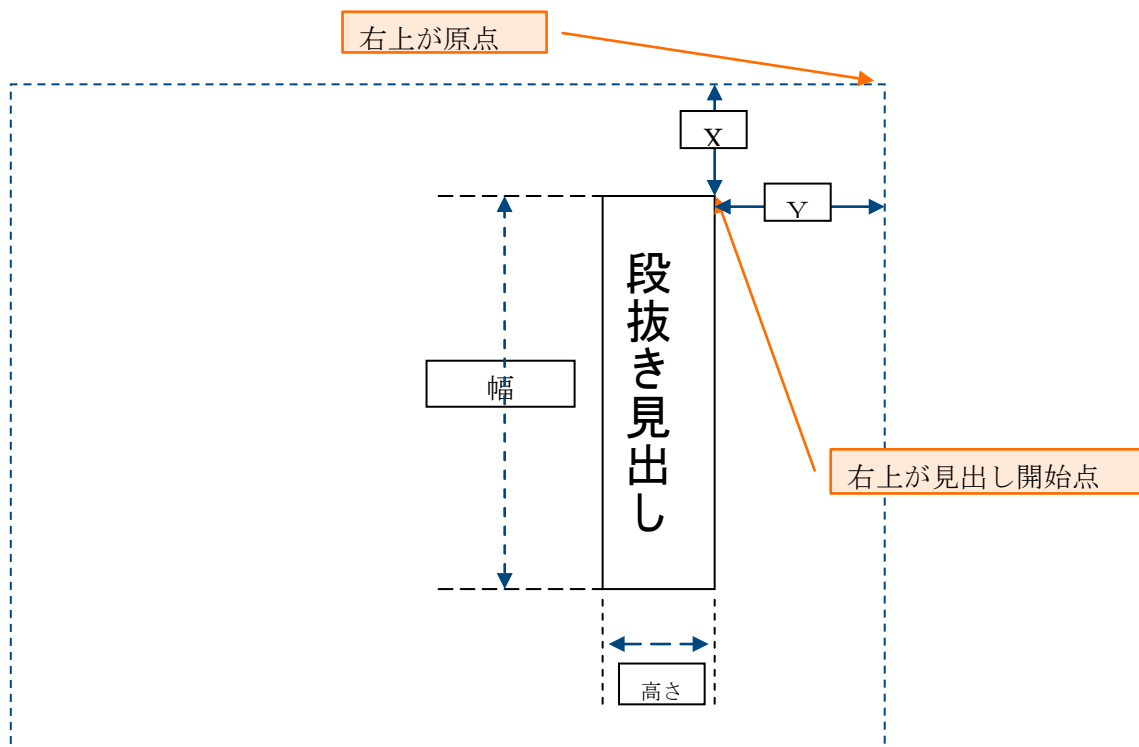 右上が原点
X
Y
段抜き見出し
幅
右上が見出し開始点
高さ